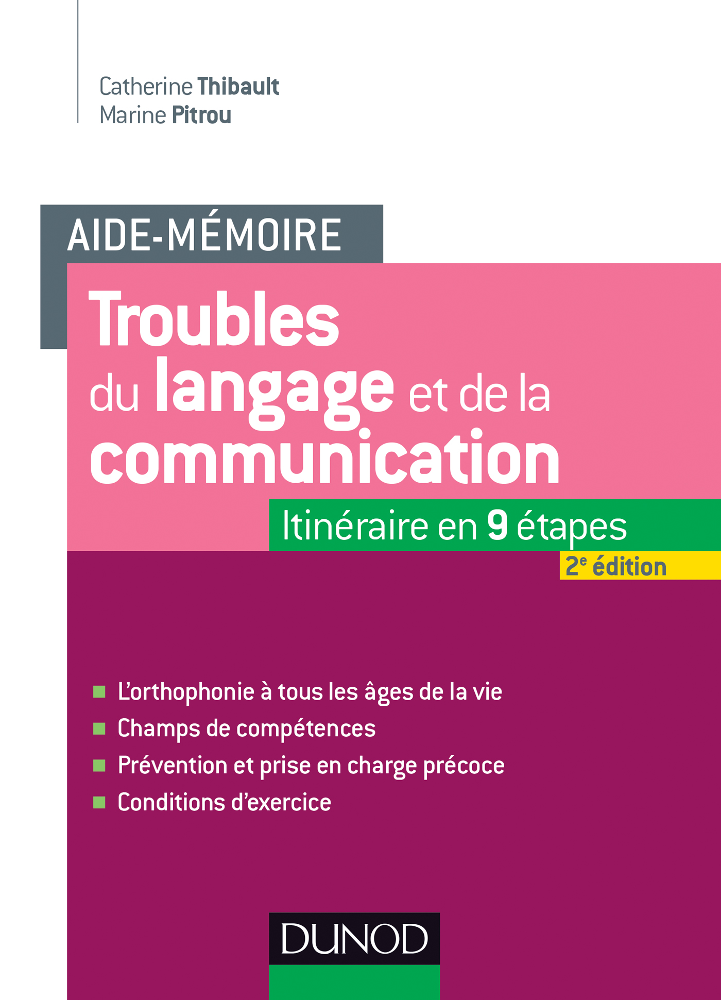 Catherine Thibault
Marine Pitrou
AIDE-MÉMOIRE
Troubles
du langage et de la
communication
Itinéraire en 9 étapes
2e édition
L’orthophonie à tous les âges de la vie
Champs de compétences
Prévention et prise en charge précoce
Conditions d’exercice
DUNOD